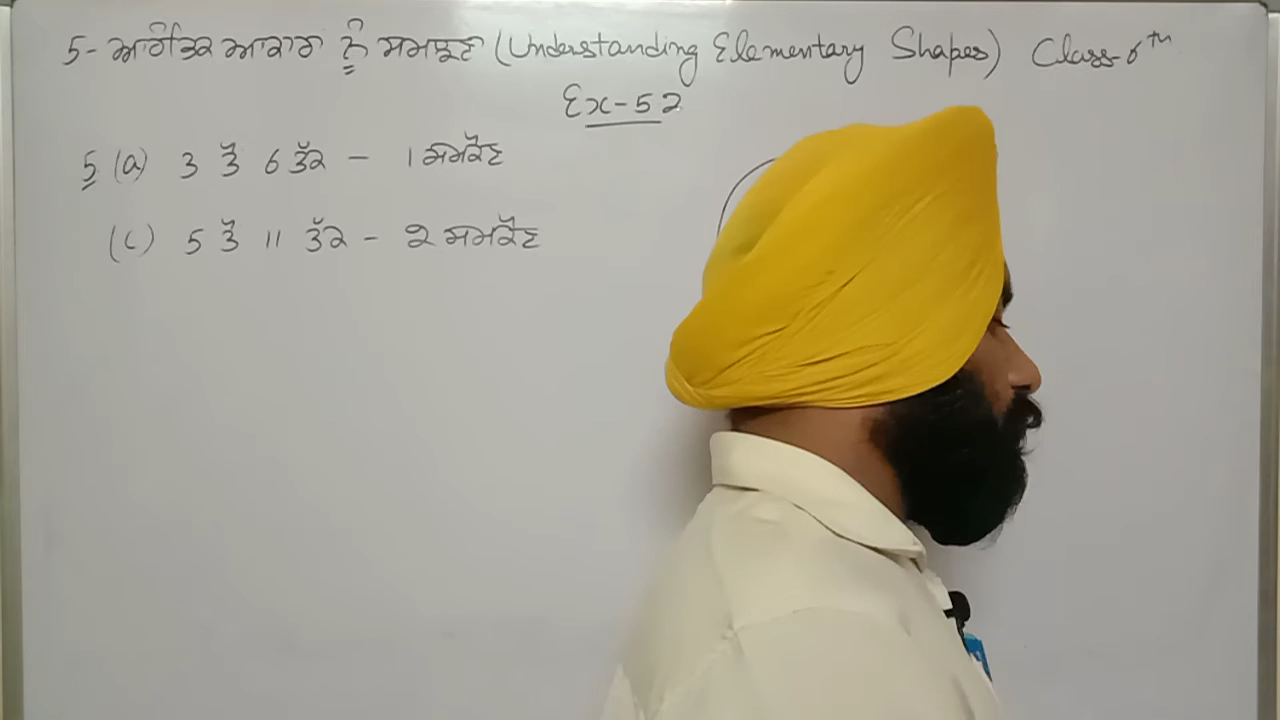 5- ਆਰੰਭਿਕ ਆਕਾਰਾਂ ਨੂੰ ਸਮਝਣਾ (Understanding Elementary Shapes) Class-6th
Ex-5.2
5 (a) 3 ਤੋਂ 6 ਤੱਕ - 1 ਸਮਕੋਣ
(c) 5 ਤੋਂ 11 ਤੱਕ - 2 ਸਮਕੋਣ